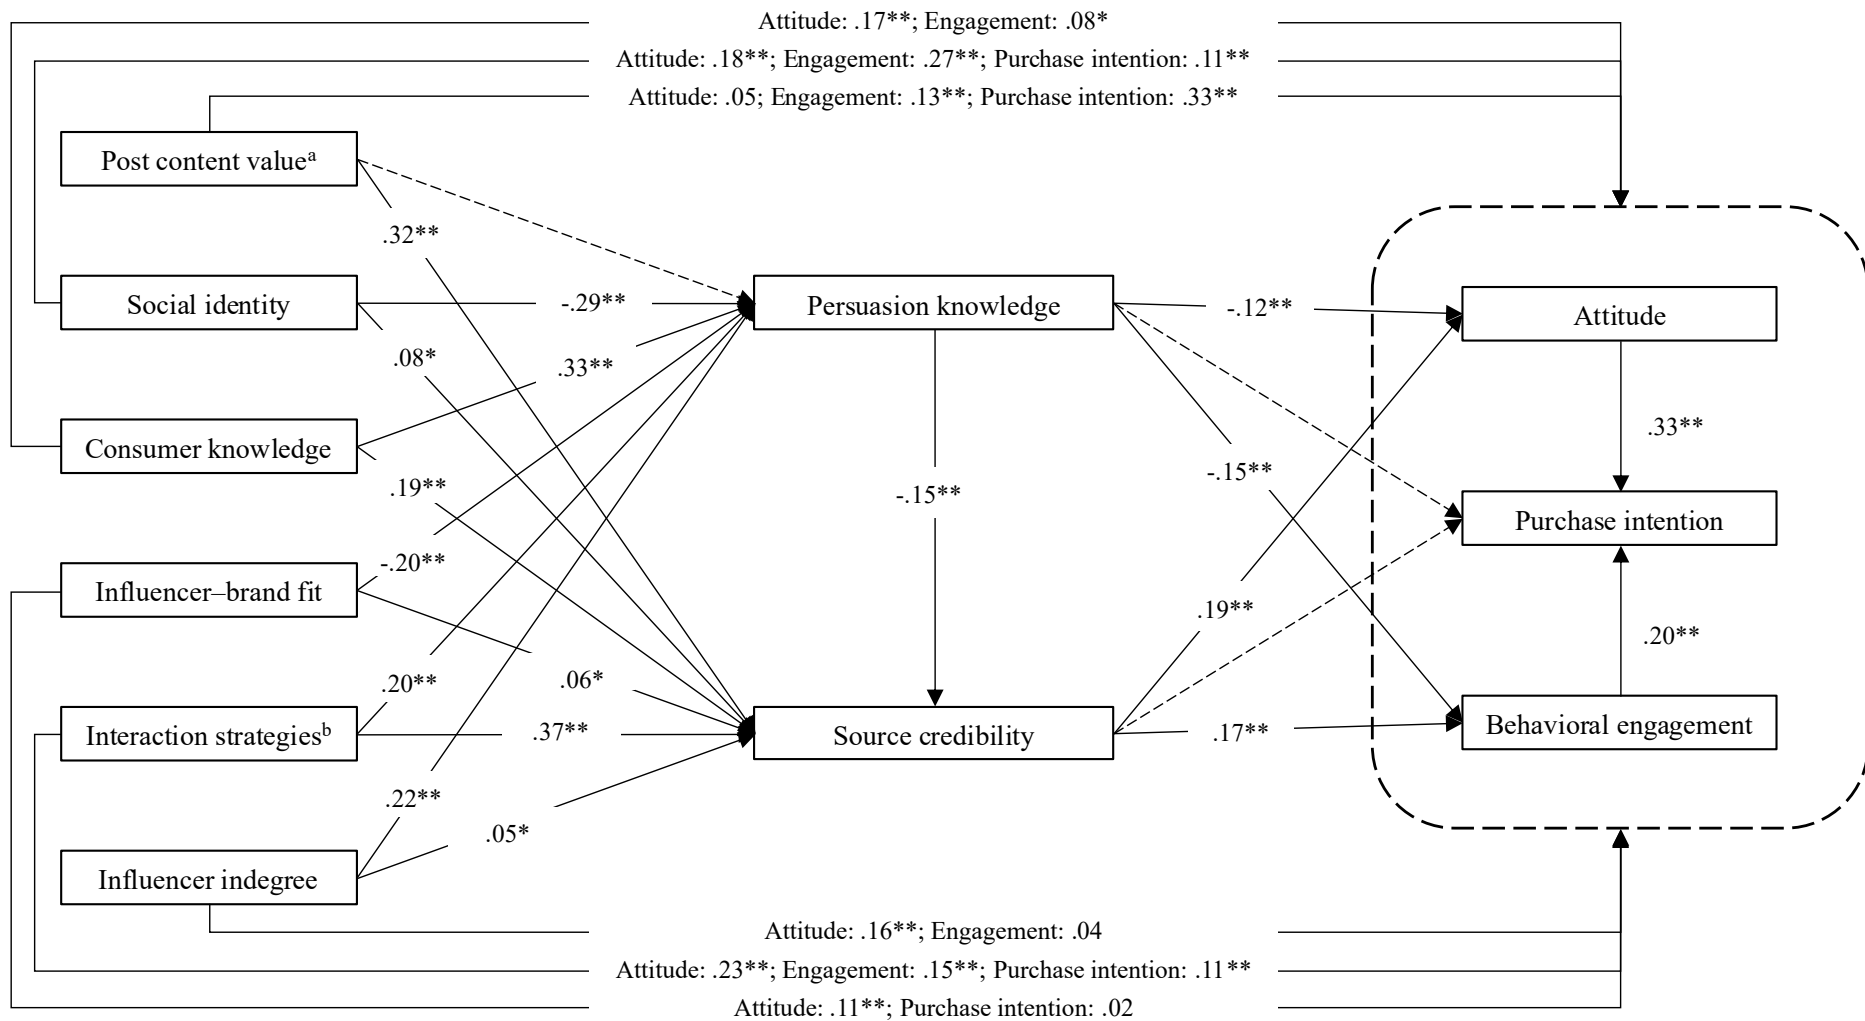 Attitude: .17**; Engagement: .08*
Attitude: .18**; Engagement: .27**; Purchase intention: .11**
Attitude: .05; Engagement: .13**; Purchase intention: .33**
Post content valueᵃ
.32**
Social identity
-.29**
Persuasion knowledge
-.12**
Attitude
.08*
.33**
.33**
Consumer knowledge
.19**
-.15**
-.15**
Purchase intention
-.20**
Influencer–brand fit
.19**
.20**
.06*
.20**
Interaction strategiesᵇ
.37**
Source credibility
.17**
Behavioral engagement
.22**
.05*
Influencer indegree
Attitude: .16**; Engagement: .04
Attitude: .23**; Engagement: .15**; Purchase intention: .11**
Attitude: .11**; Purchase intention: .02